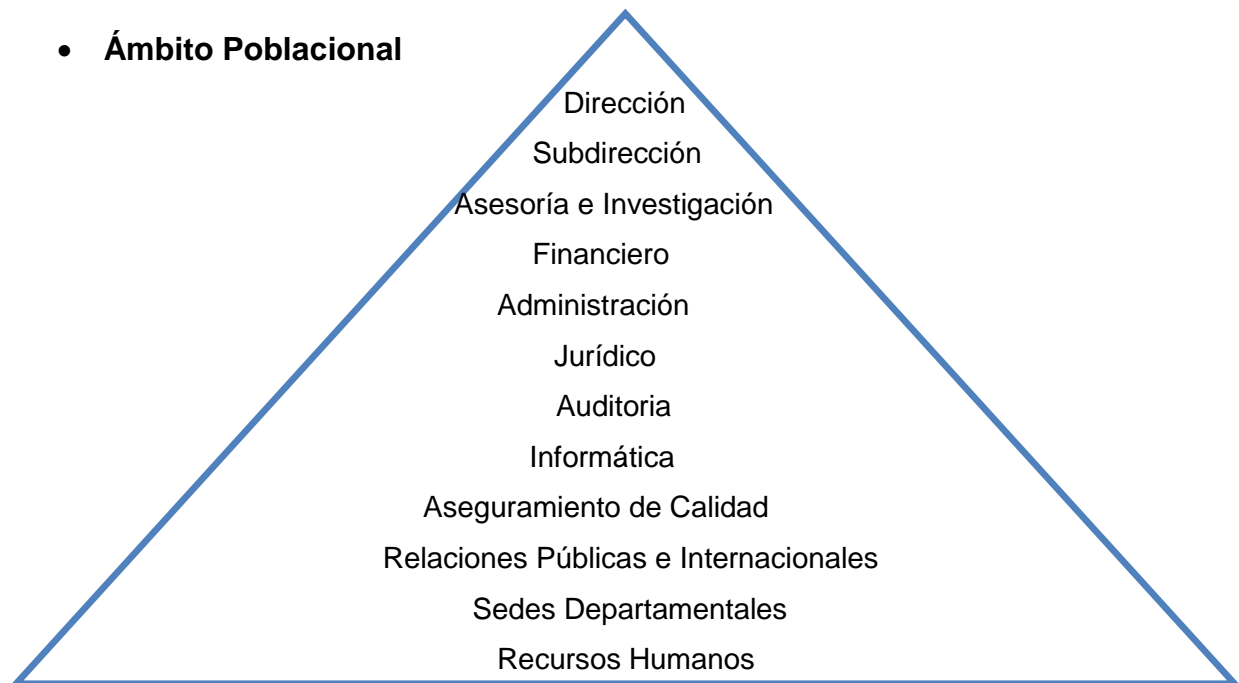 • Ámbito Poblacional
Dirección
Subdirección
Asesoría e Investigación
Financiero
Administración
Jurídico
Auditoria
Informática
Aseguramiento de Calidad
Relaciones Públicas e Internacionales
Sedes Departamentales
Recursos Humanos